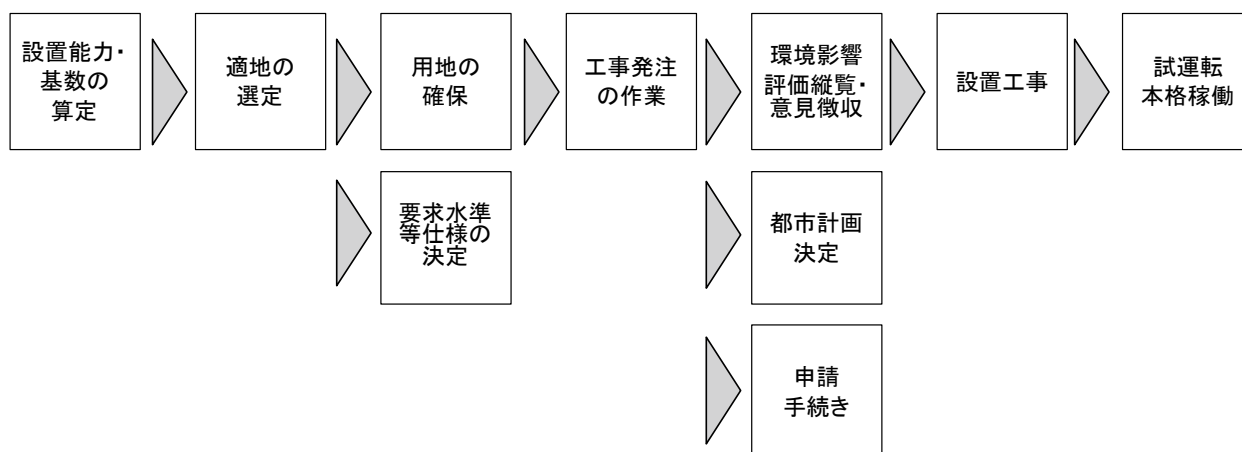 設置能力・
基数の
算定
適地の
選定
用地の
確保
工事発注
の作業
環境影響
評価縦覧・
意見徴収
設置工事
試運転
本格稼働
要求水準
等仕様の
決定
都市計画
決定
申請
手続き